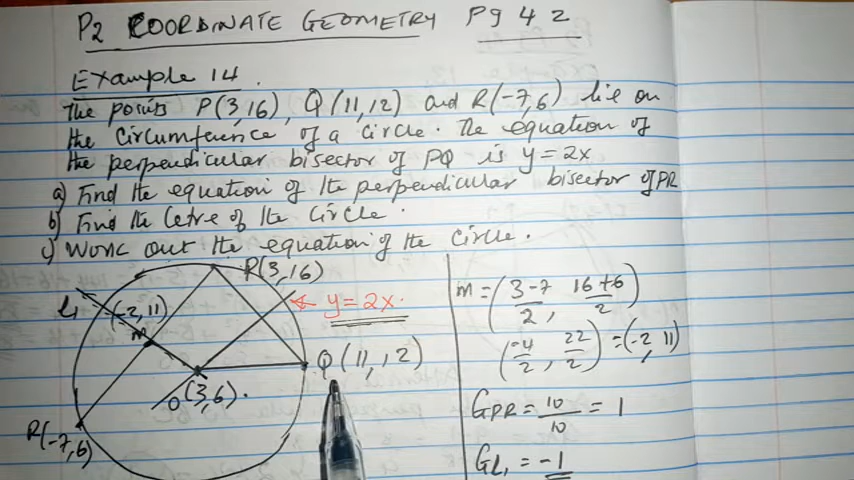 P2 COORDINATE GEOMETRY Pg 42
Example 14.
The points P(3,16), Q(11,12) and R(-7,6) lie on
the circumference of a circle. The equation of
the perpendicular bisector of PQ is y=2x
a) Find the equation of the perpendicular bisector of PR
b) Find the Cetre of the Circle.
c) Work out the equation of the Circle.
P(3,16)
y=2x.
L1
(-2,11)
m
Q(11,12)
O(3,6).
R(-7,6)
m = (3-7/2, 16+6/2)
(-4/2, 22/2) = (-2, 11)
GPR = 10/10 = 1
GL1 = -1